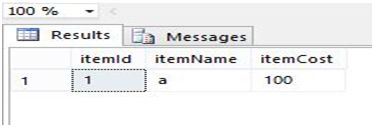 100 %
Results Messages
itemId itemName itemCost
1 1 a 100